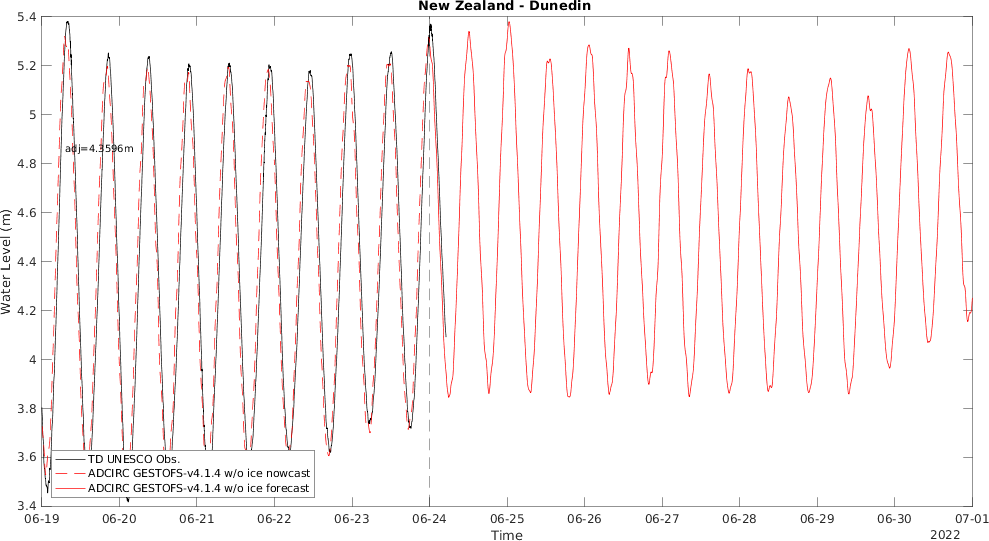 New Zealand - Dunedin
5.4
5.2
5
4.8
4.6
4.4
4.2
4
3.8
3.6
3.4
Water Level (m)
adj=4.3596m
TD UNESCO Obs.
ADCIRC GESTOFS-v4.1.4 w/o ice nowcast
ADCIRC GESTOFS-v4.1.4 w/o ice forecast
06-19 06-20 06-21 06-22 06-23 06-24 06-25 06-26 06-27 06-28 06-29 06-30 07-01
Time
2022